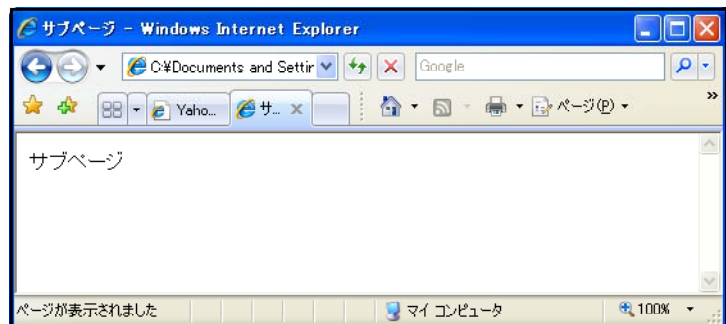 サブページ - Windows Internet Explorer
C:¥Documents and Settir
Google
Yaho... サ... ページ(P) »
サブページ
ページが表示されました マイ コンピュータ 100%